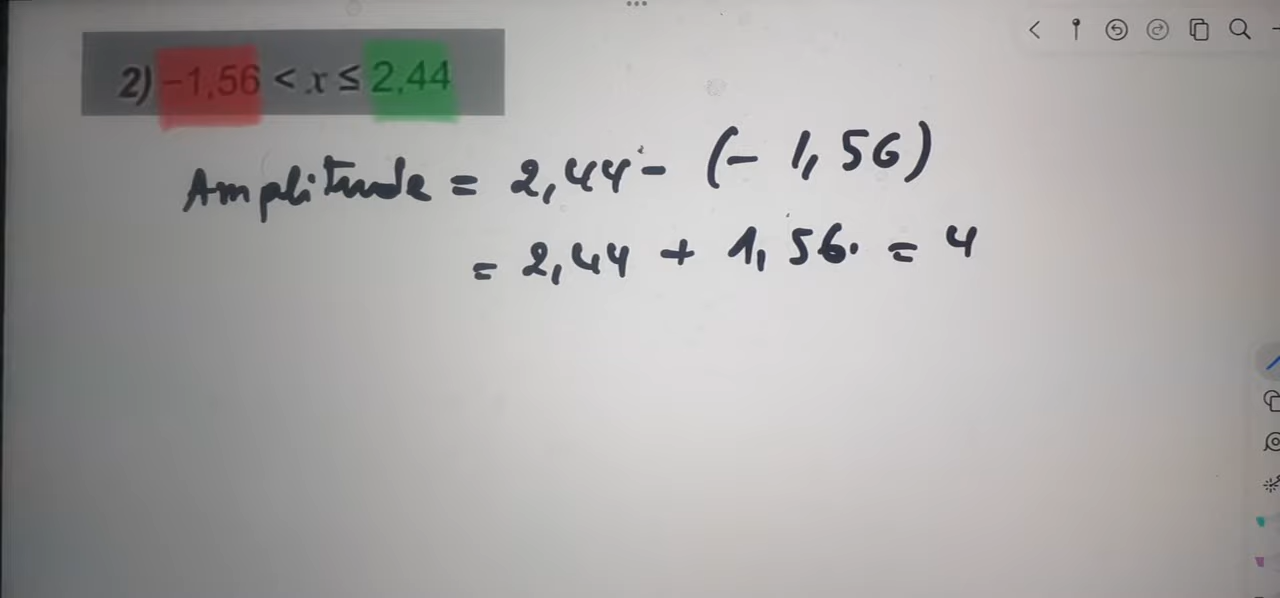 2) −1,56 < x ≤ 2,44
Amplitude = 2,44 - (- 1,56)
= 2,44 + 1,56. = 4